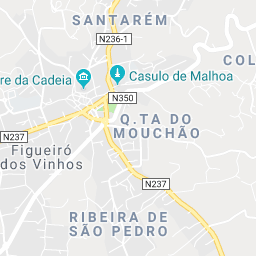 SANTARÉM
N236-1
COL
re da Cadeia
Casulo de Malhoa
N350
Q.TA DO
MOUCHÃO
N237
Figueiró
dos Vinhos
N237
RIBEIRA DE
SÃO PEDRO